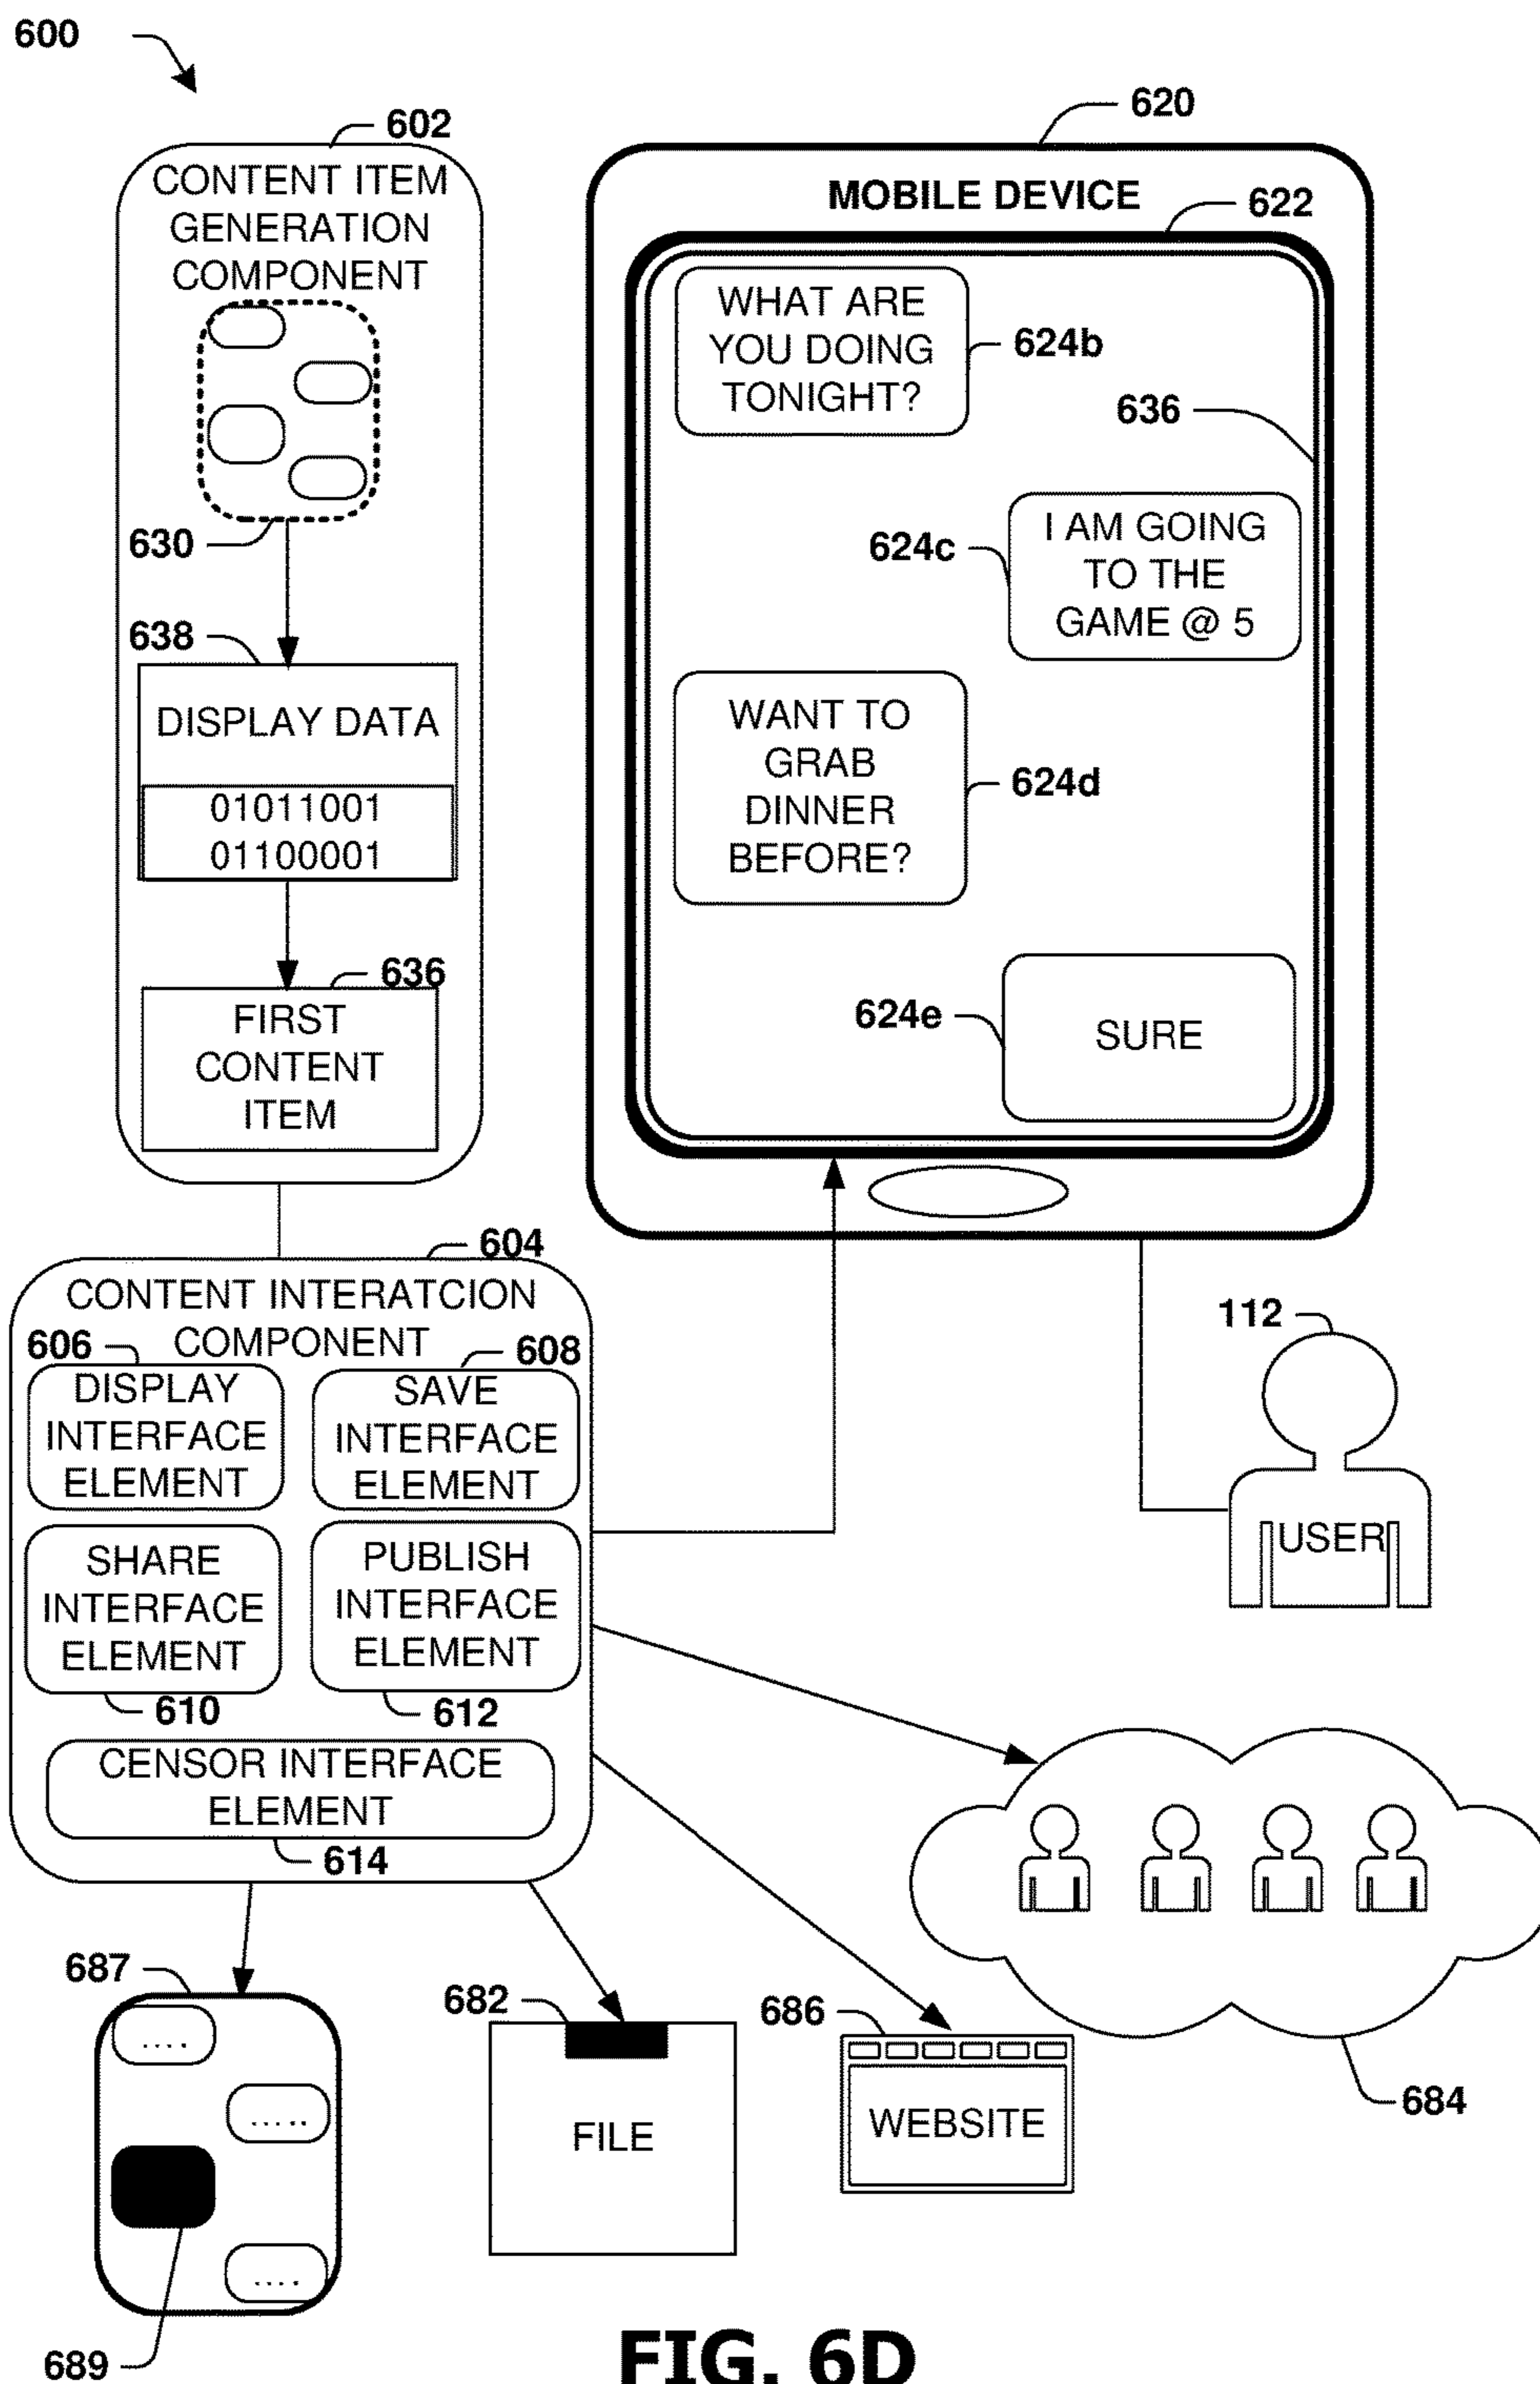 600
602
CONTENT ITEM
GENERATION
COMPONENT
630
638
DISPLAY DATA
01011001
01100001
636
FIRST
CONTENT
ITEM
620
MOBILE DEVICE
622
WHAT ARE
YOU DOING
TONIGHT?
624b
636
624c
I AM GOING
TO THE
GAME @ 5
WANT TO
GRAB
DINNER
BEFORE?
624d
624e
SURE
604
CONTENT INTERATCION
COMPONENT
606
DISPLAY
INTERFACE
ELEMENT
608
SAVE
INTERFACE
ELEMENT
SHARE
INTERFACE
ELEMENT
610
PUBLISH
INTERFACE
ELEMENT
612
CENSOR INTERFACE
ELEMENT
614
112
USER
687
....
.....
....
689
682
FILE
686
WEBSITE
684
FIG. 6D